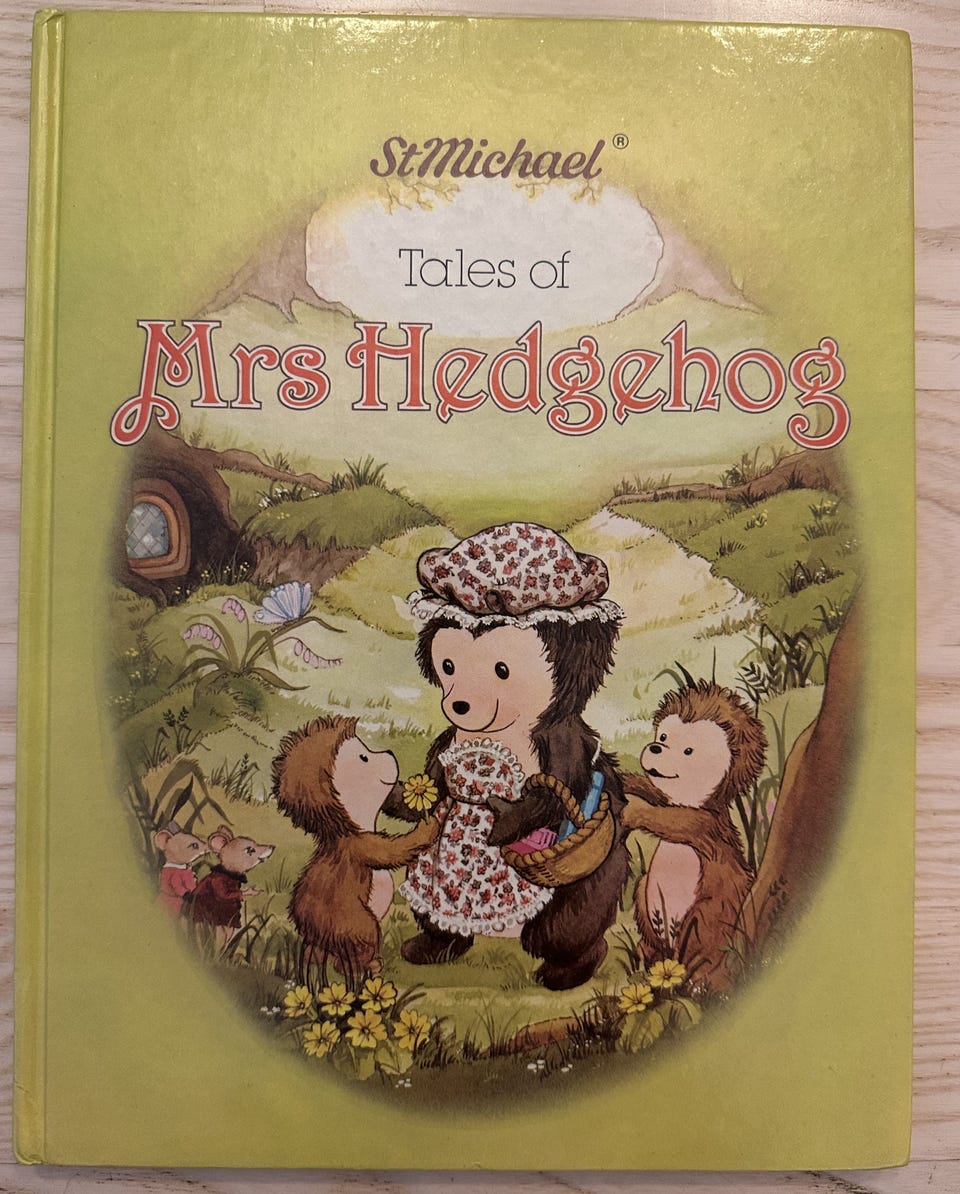 StMichael®
Tales of
Mrs Hedgehog